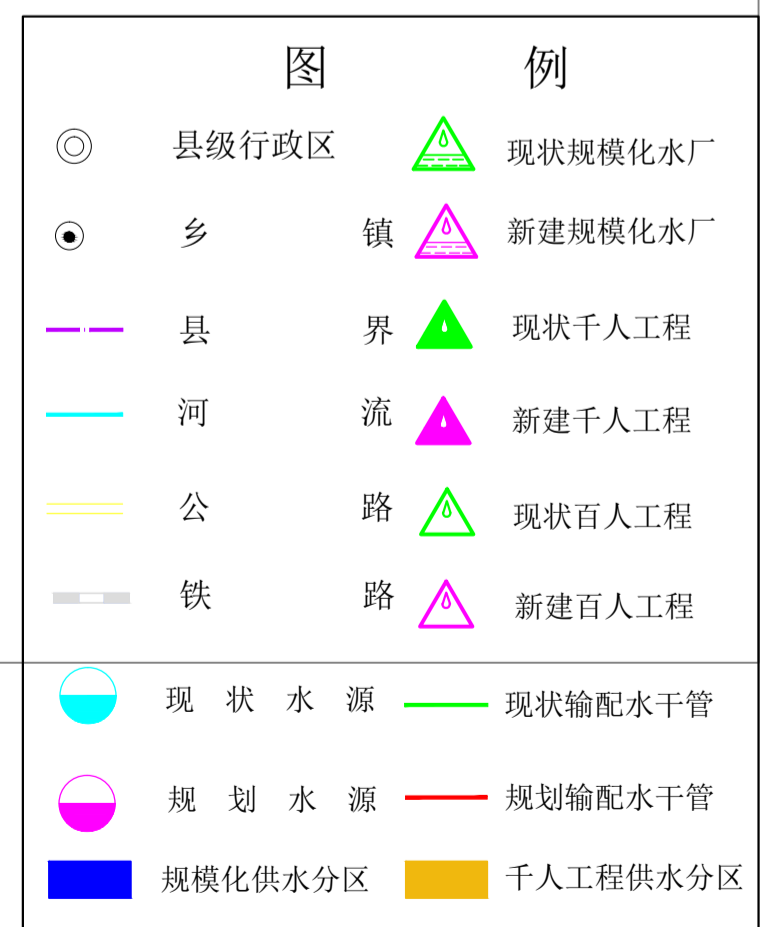 图 例
县级行政区 现状规模化水厂
乡 镇 新建规模化水厂
县 界 现状千人工程
河 流 新建千人工程
公 路 现状百人工程
铁 路 新建百人工程
现 状 水 源 现状输配水干管
规 划 水 源 规划输配水干管
规模化供水分区 千人工程供水分区